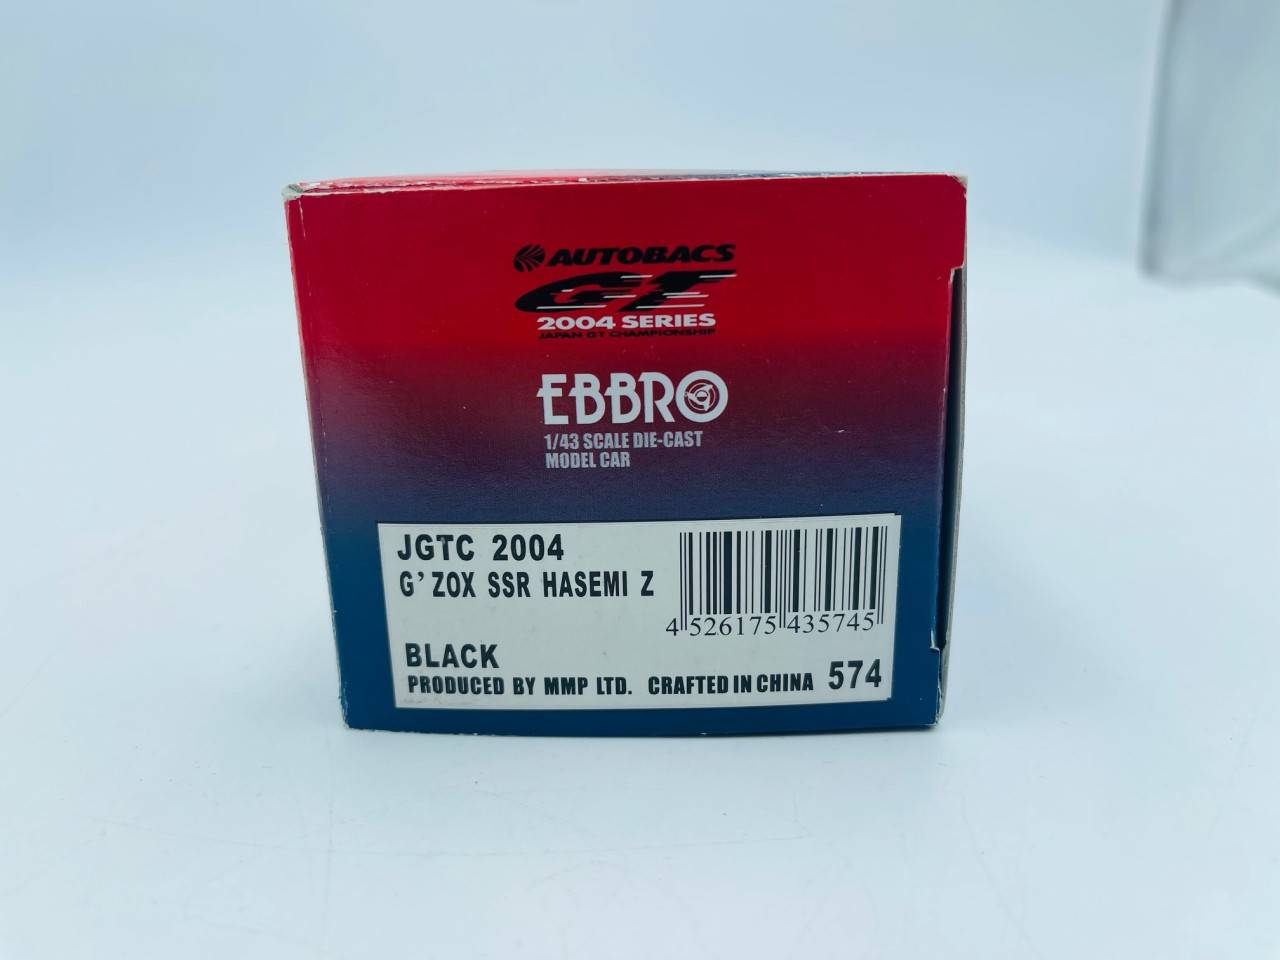 AUTOBACS
GT
2004 SERIES
JAPAN GT CHAMPIONSHIP
EBBRO
1/43 SCALE DIE-CAST
MODEL CAR
JGTC 2004
G'ZOX SSR HASEMI Z
4 526175 435745
BLACK
PRODUCED BY MMP LTD. CRAFTED IN CHINA 574